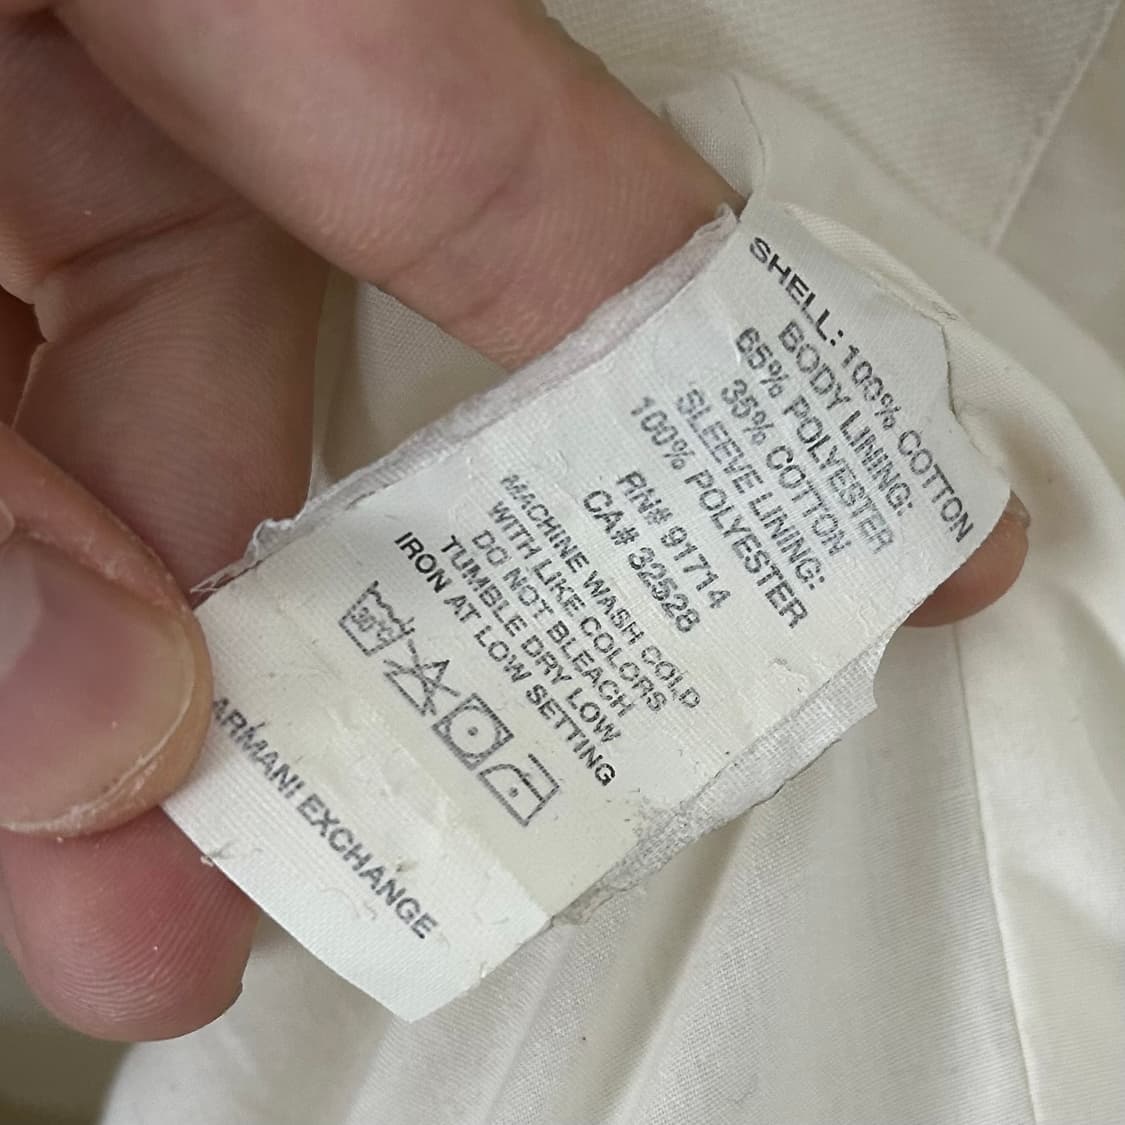 SHELL: 100% COTTON
BODY LINING:
65% POLYESTER
35% COTTON
SLEEVE LINING:
100% POLYESTER
RN# 91714
CA# 32528
MACHINE WASH COLD
WITH LIKE COLORS
DO NOT BLEACH
TUMBLE DRY LOW
IRON AT LOW SETTING
30°C
ARMANI EXCHANGE